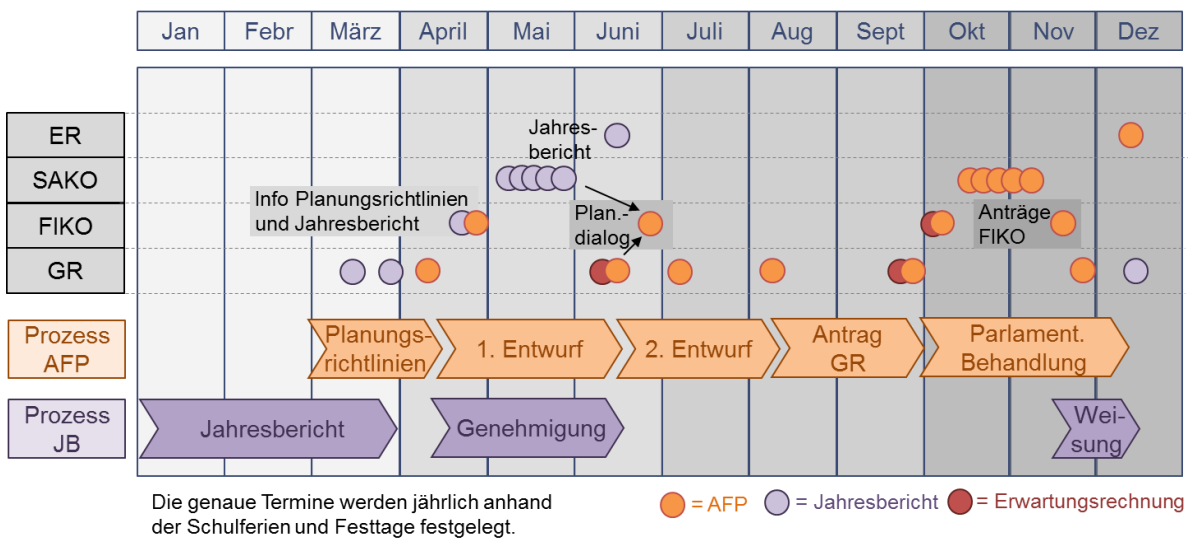 Jan Febr März April Mai Juni Juli Aug Sept Okt Nov Dez
ER
Jahres-
bericht
SAKO
Info Planungsrichtlinien
und Jahresbericht
FIKO
Plan.-
dialog
Anträge
FIKO
GR
Prozess
AFP
Planungs-
richtlinien
1. Entwurf
2. Entwurf
Antrag
GR
Parlament.
Behandlung
Prozess
JB
Jahresbericht
Genehmigung
Wei-
sung
Die genaue Termine werden jährlich anhand
der Schulferien und Festtage festgelegt.
= AFP
= Jahresbericht
= Erwartungsrechnung